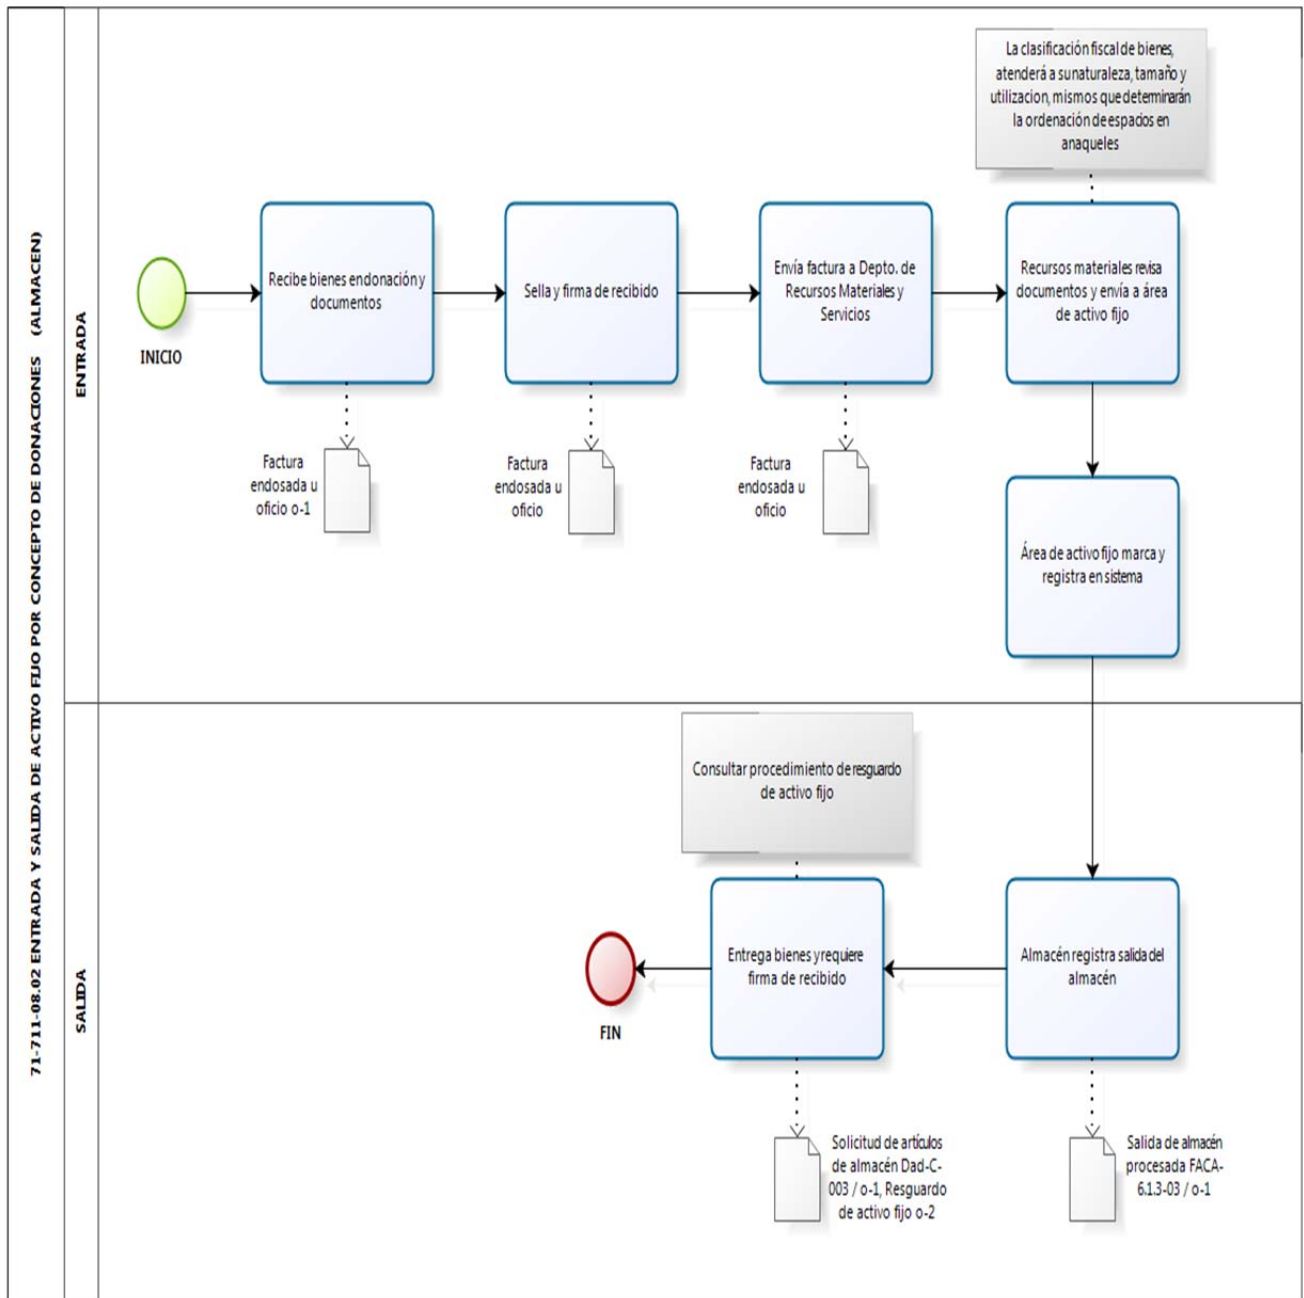 71-711-08.02 ENTRADA Y SALIDA DE ACTIVO FIJO POR CONCEPTO DE DONACIONES (ALMACEN)
ENTRADA
La clasificación fiscal de bienes,
atenderá a sunaturaleza, tamaño y
utilizacion, mismos que determinarán
la ordenación de espacios en
anaqueles
INICIO
Recibe bienes endonación y
documentos
Sella y firma de recibido
Envía factura a Depto. de
Recursos Materiales y
Servicios
Recursos materiales revisa
documentos y envía a área
de activo fijo
Factura
endosada u
oficio o-1
Factura
endosada u
oficio
Factura
endosada u
oficio
Área de activo fijo marca y
registra en sistema
SALIDA
Consultar procedimiento de resguardo
de activo fijo
FIN
Entrega bienes y requiere
firma de recibido
Almacén registra salida del
almacén
Solicitud de artículos
de almacén Dad-C-
003 / o-1, Resguardo
de activo fijo o-2
Salida de almacén
procesada FACA-
6.1.3-03 / o-1